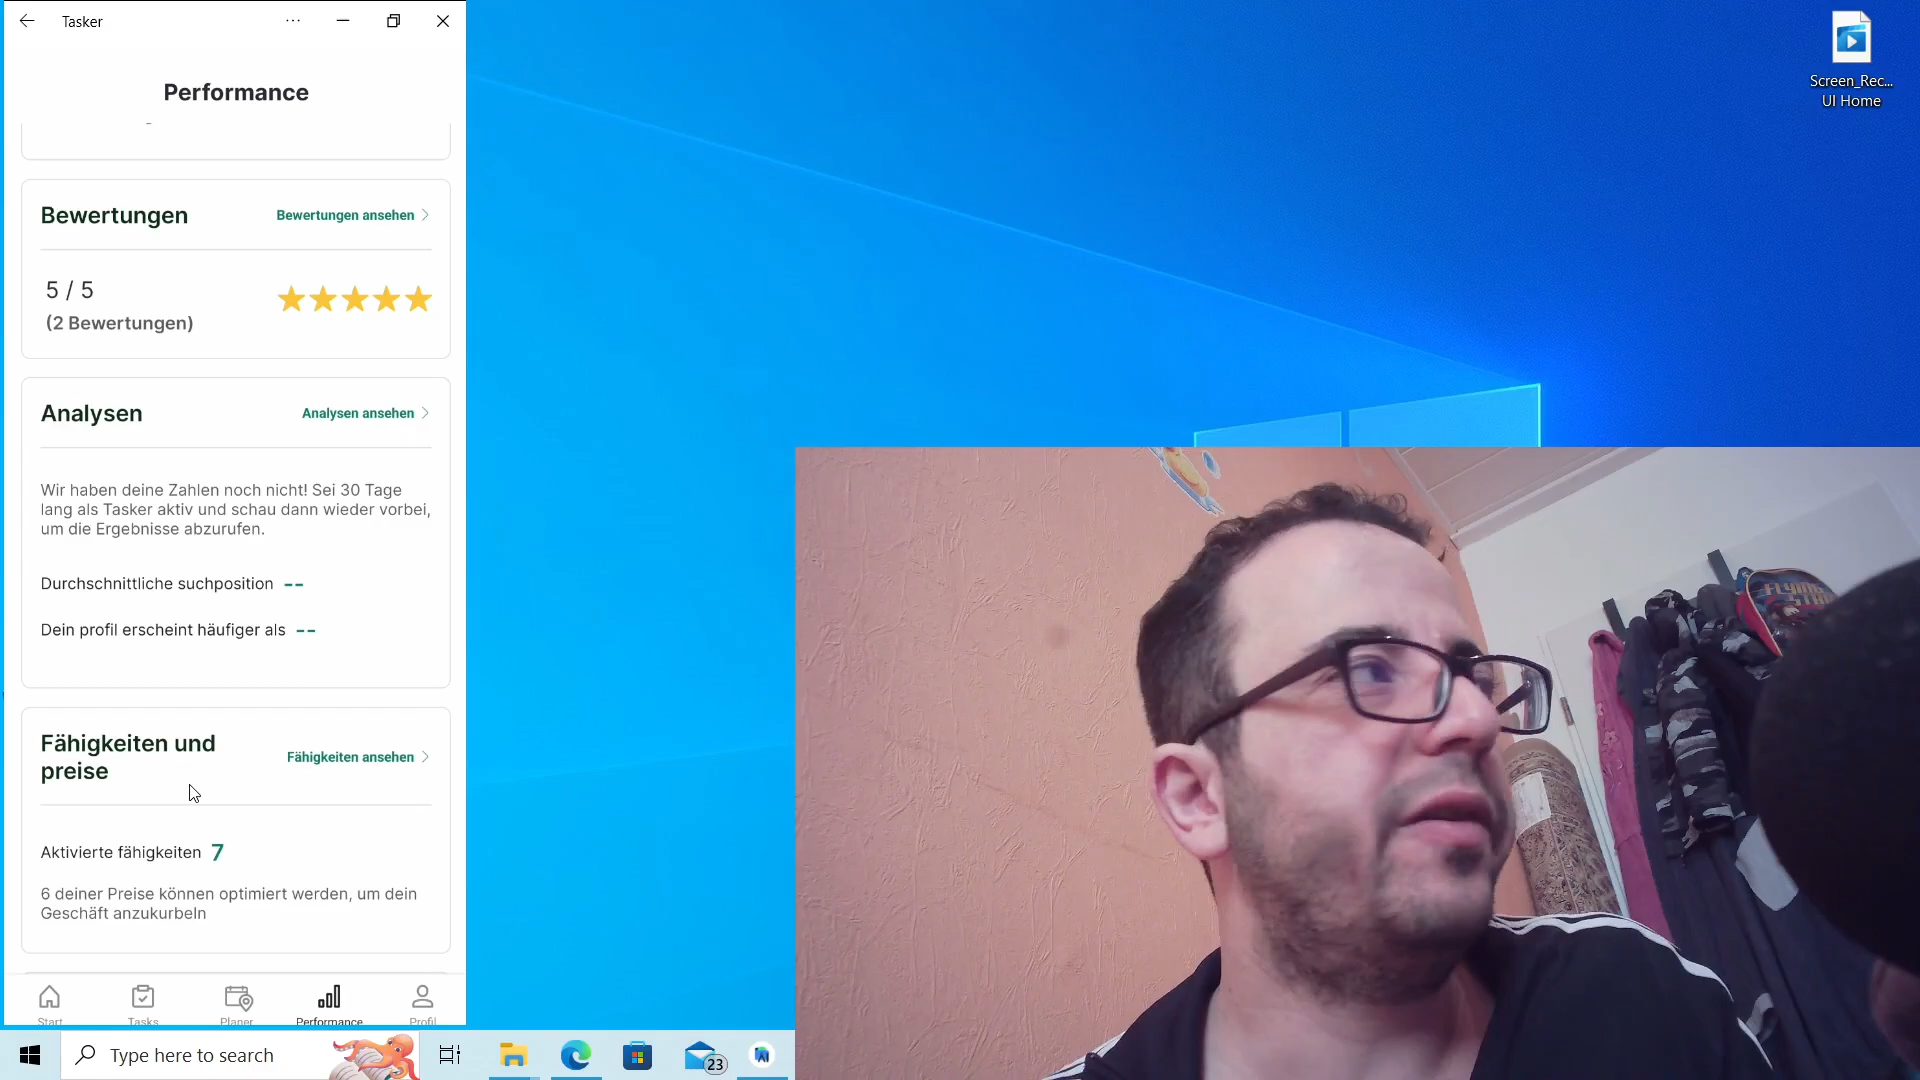 Tasker
Performance
Bewertungen
Bewertungen ansehen
5 / 5
(2 Bewertungen)
Analysen
Analysen ansehen
Wir haben deine Zahlen noch nicht! Sei 30 Tage
lang als Tasker aktiv und schau dann wieder vorbei,
um die Ergebnisse abzurufen.
Durchschnittliche suchposition --
Dein profil erscheint häufiger als --
Fähigkeiten und
preise
Fähigkeiten ansehen
Aktivierte fähigkeiten 7
6 deiner Preise können optimiert werden, um dein
Geschäft anzukurbeln
Start
Tasks
Planer
Performance
Profil
Type here to search
23
Screen_Rec...
UI Home